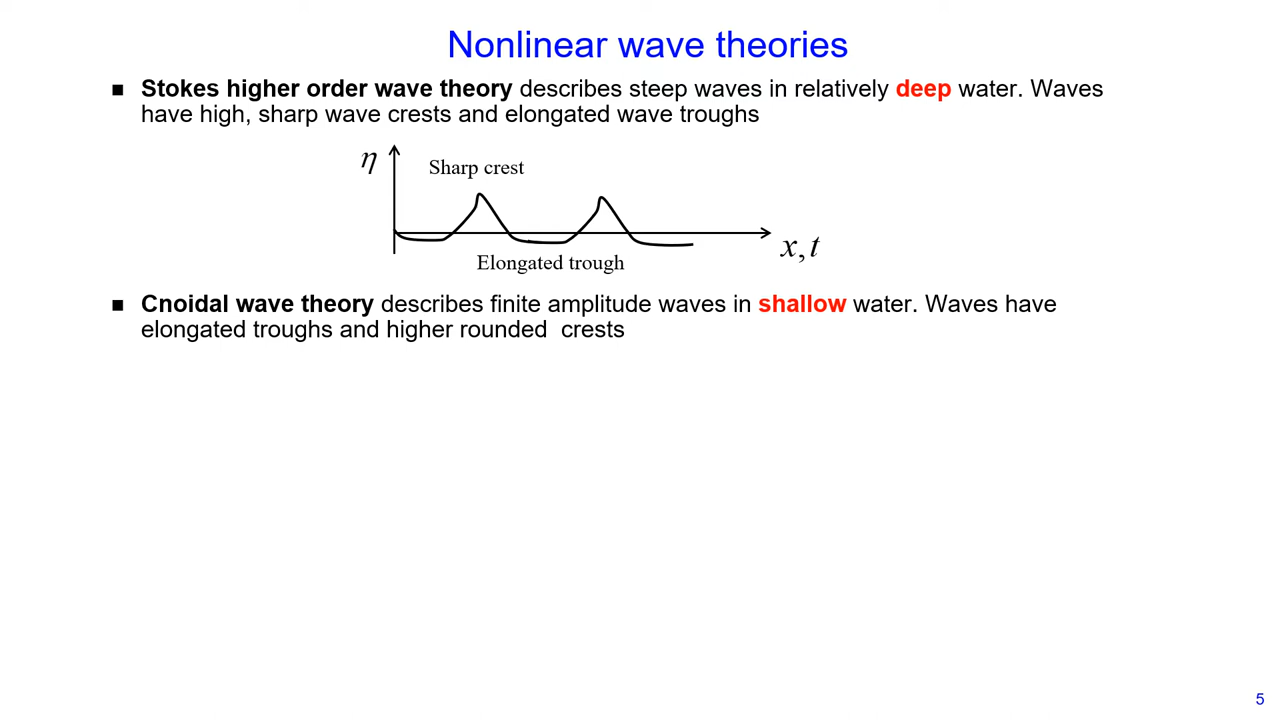 Nonlinear wave theories
▪ Stokes higher order wave theory describes steep waves in relatively deep water. Waves
have high, sharp wave crests and elongated wave troughs
η
Sharp crest
x, t
Elongated trough
▪ Cnoidal wave theory describes finite amplitude waves in shallow water. Waves have
elongated troughs and higher rounded  crests
5